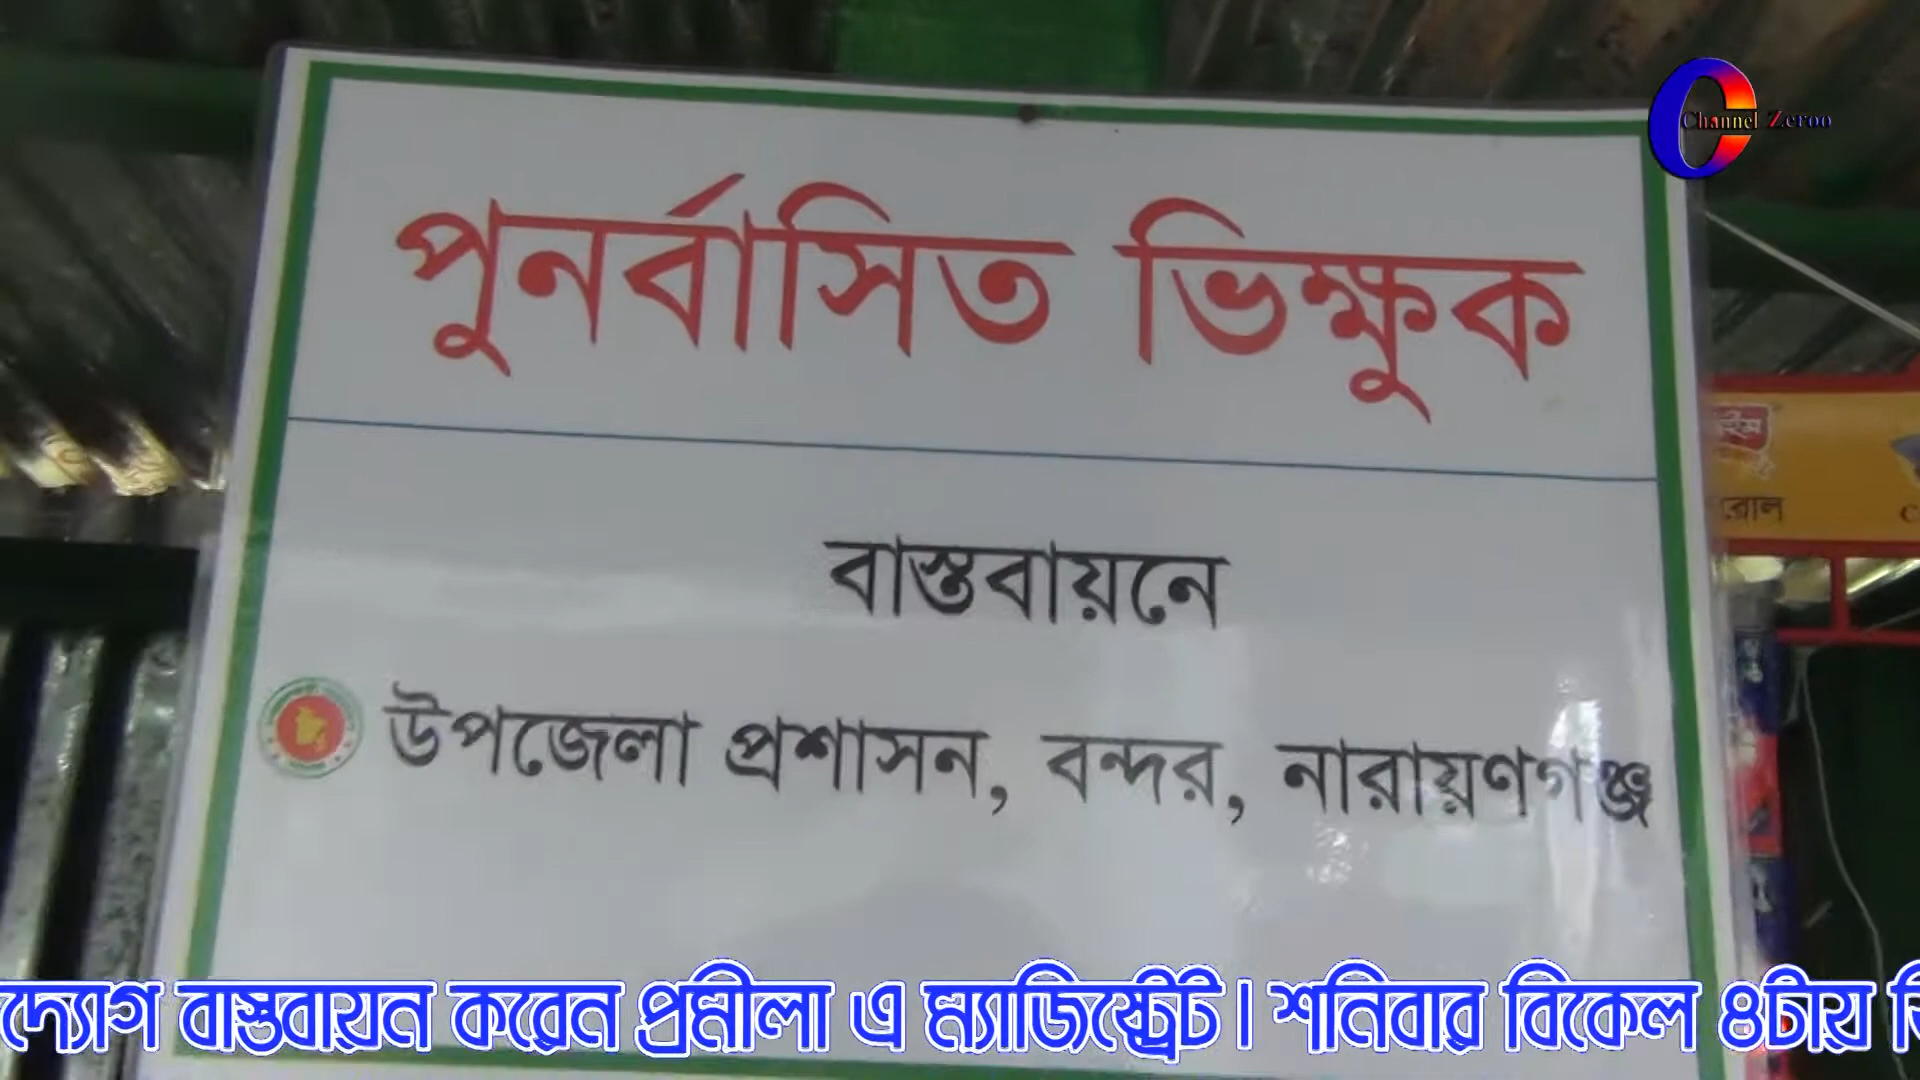 Channel Zeroo
পুনর্বাসিত ভিক্ষুক
বাস্তবায়নে
উপজেলা প্রশাসন, বন্দর, নারায়ণগঞ্জ
রোল
দ্যোগ বাস্তবায়ন করেন প্রমীলা এ ম্যাজিস্ট্রেট। শনিবার বিকেল ৪টায়